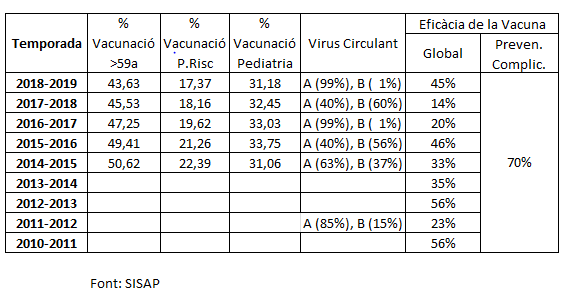 Temporada % Vacunació >59a % Vacunació P.Risc % Vacunació Pediatria Virus Circulant Eficàcia de la Vacuna
Global Preven. Complic.
2018-2019 43,63 17,37 31,18 A (99%), B ( 1%) 45%
2017-2018 45,53 18,16 32,45 A (40%), B (60%) 14%
2016-2017 47,25 19,62 33,03 A (99%), B ( 1%) 20%
2015-2016 49,41 21,26 33,75 A (40%), B (56%) 46%
2014-2015 50,62 22,39 31,06 A (63%), B (37%) 33%
70%
2013-2014 35%
2012-2013 56%
2011-2012 A (85%), B (15%) 23%
2010-2011 56%
Font: SISAP